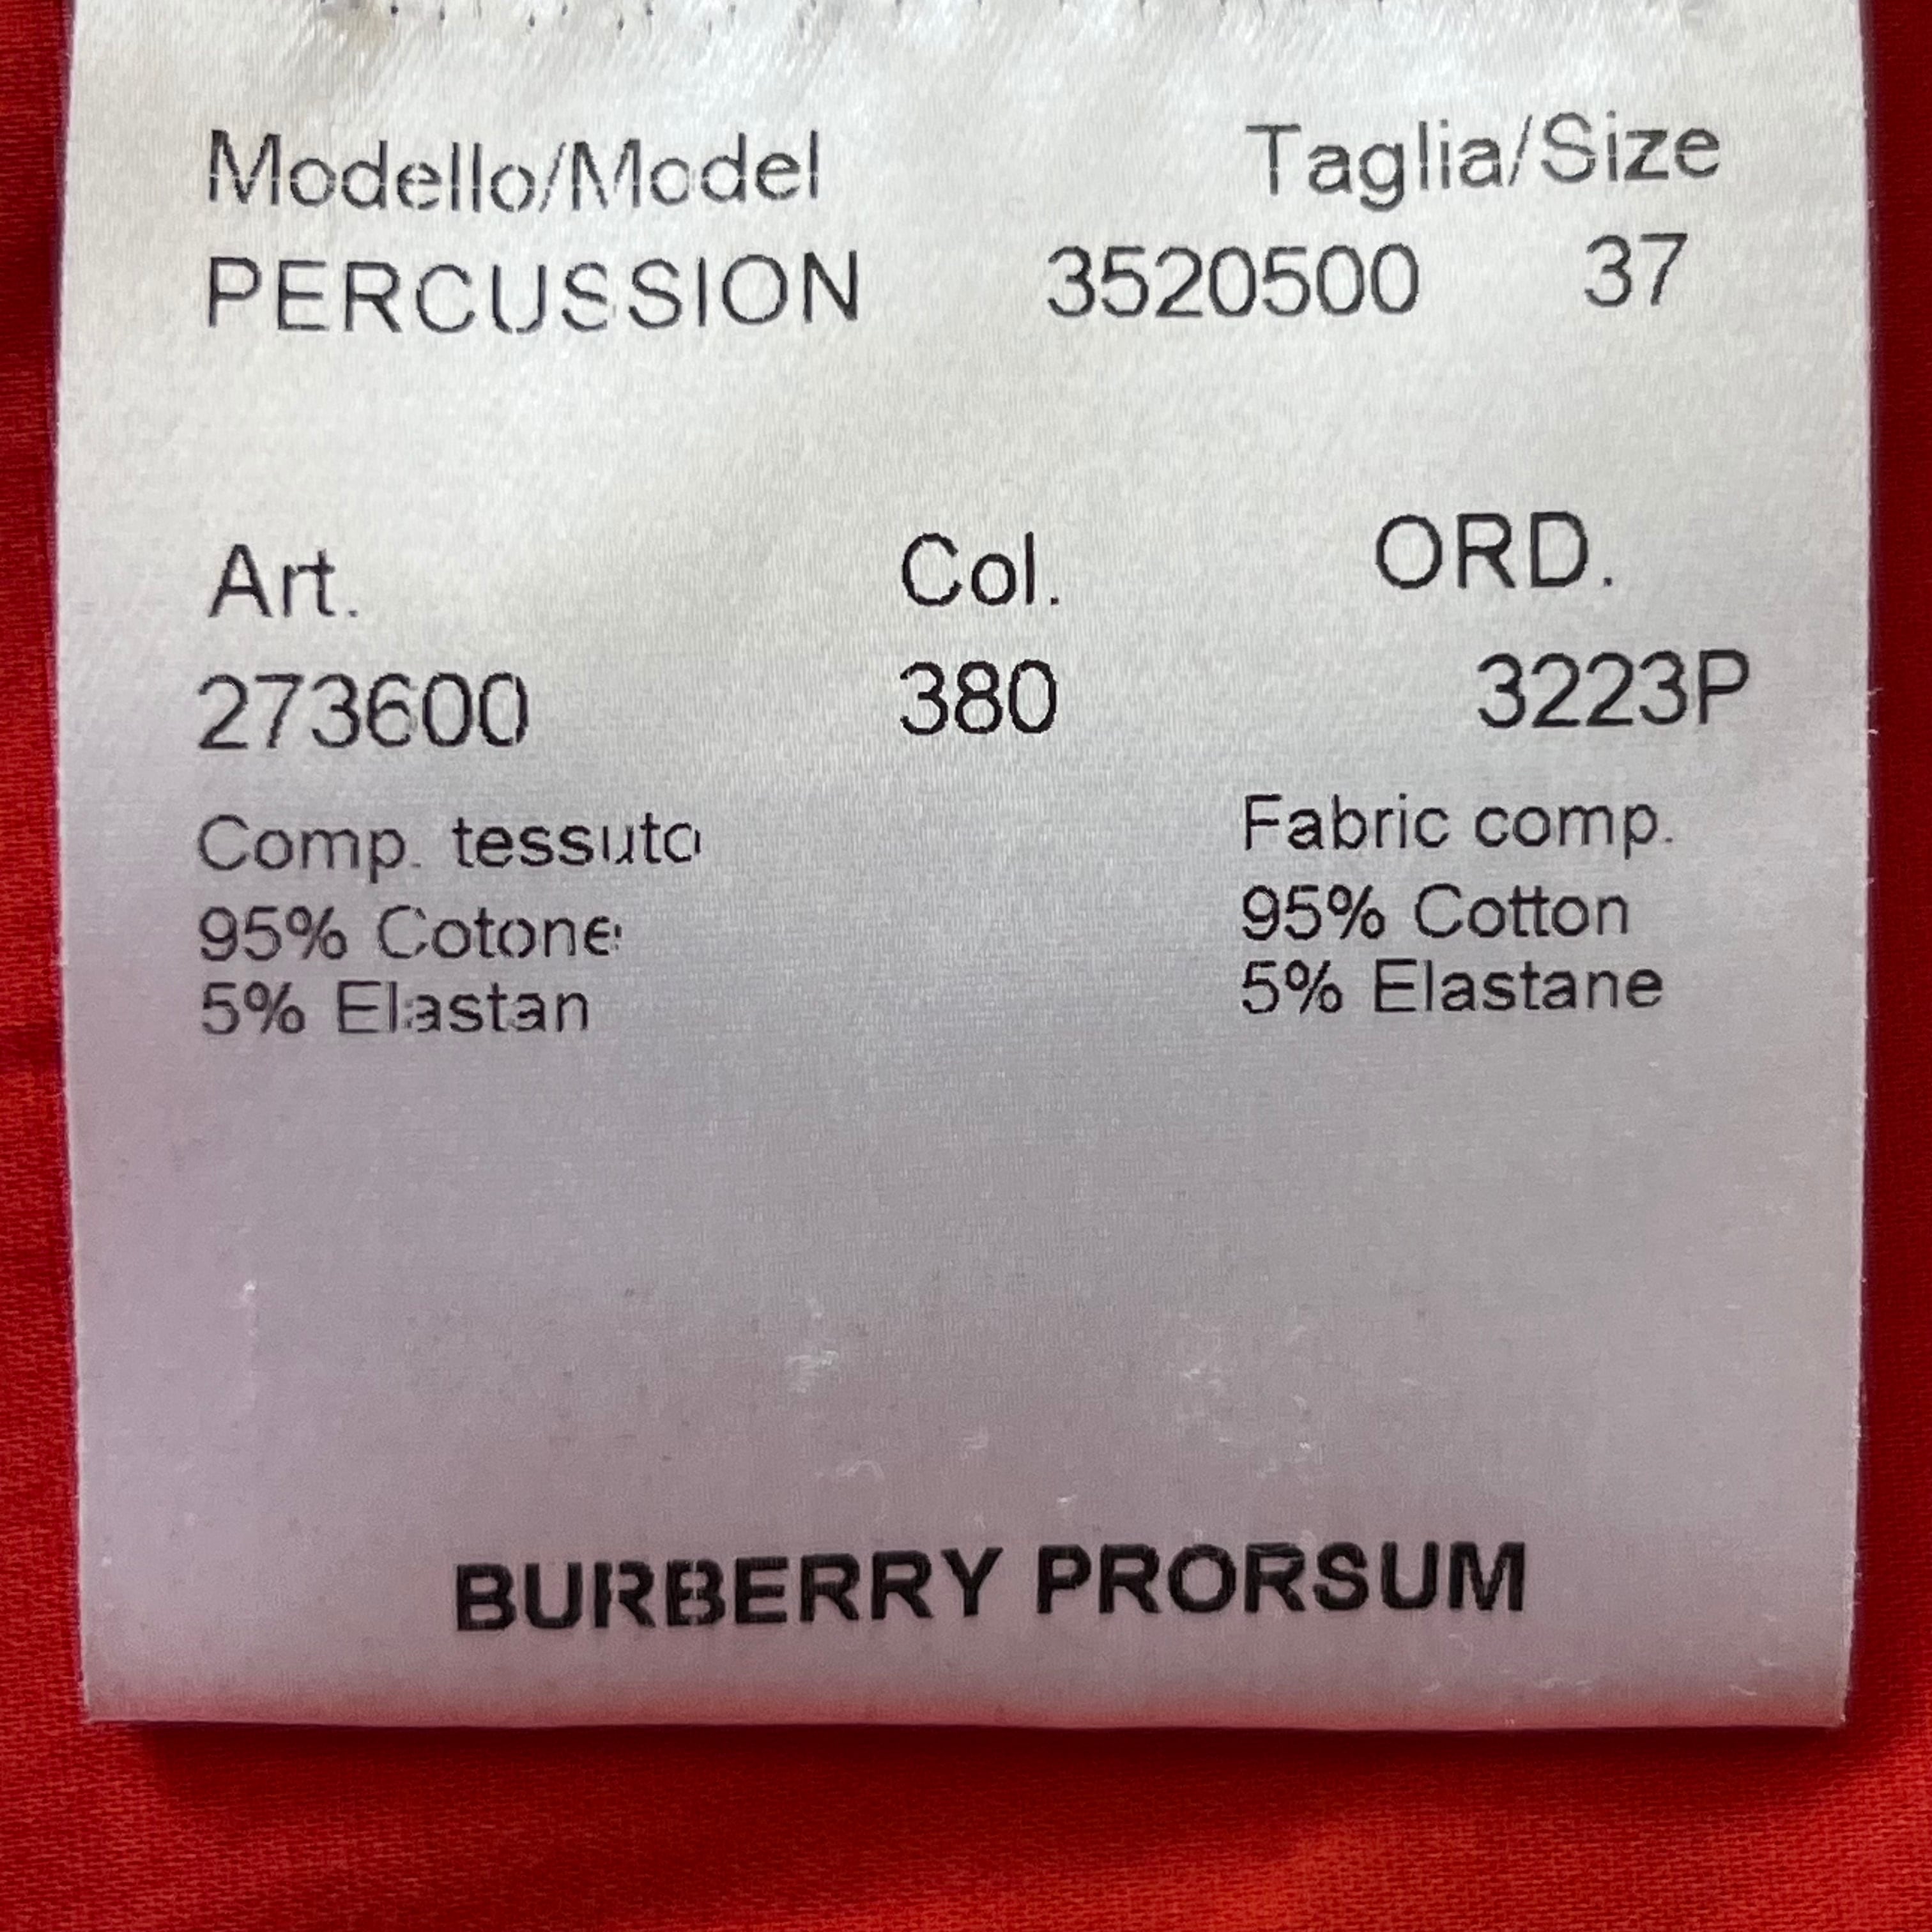 Modello/Model Taglia/Size
PERCUSSION 3520500 37
Art. Col. ORD.
273600 380 3223P
Comp. tessuto Fabric comp.
95% Cotone 95% Cotton
5% Elastan 5% Elastane
BURBERRY PRORSUM